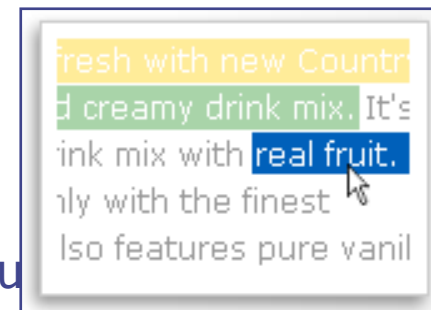 fresh with new Country
d creamy drink mix. It's
ink mix with real fruit.
nly with the finest
lso features pure vanil
u